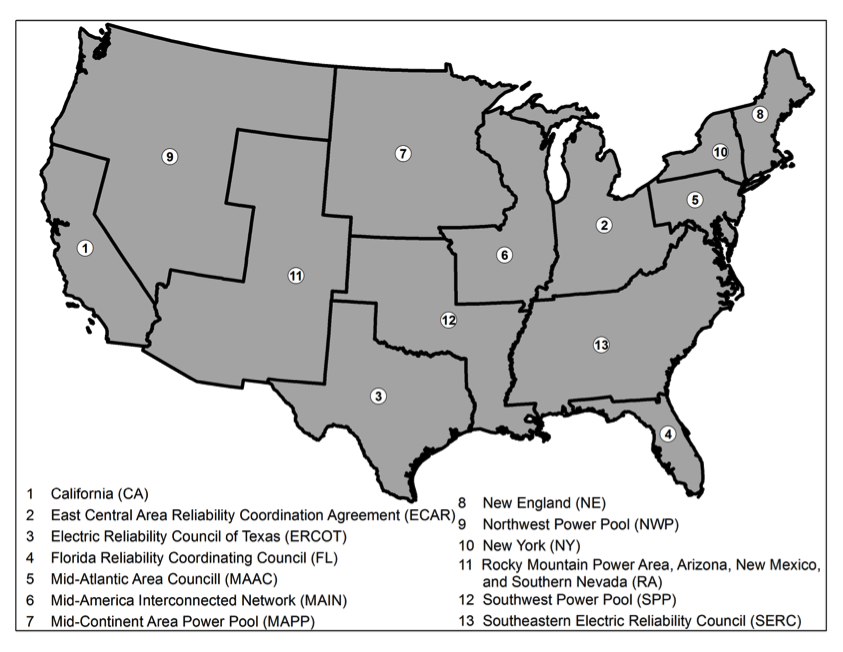 8
9
7
10
5
2
1
6
11
12
13
3
4
1 California (CA)
2 East Central Area Reliability Coordination Agreement (ECAR)
3 Electric Reliability Council of Texas (ERCOT)
4 Florida Reliability Coordinating Council (FL)
5 Mid-Atlantic Area Councill (MAAC)
6 Mid-America Interconnected Network (MAIN)
7 Mid-Continent Area Power Pool (MAPP)
8 New England (NE)
9 Northwest Power Pool (NWP)
10 New York (NY)
11 Rocky Mountain Power Area, Arizona, New Mexico,
and Southern Nevada (RA)
12 Southwest Power Pool (SPP)
13 Southeastern Electric Reliability Council (SERC)